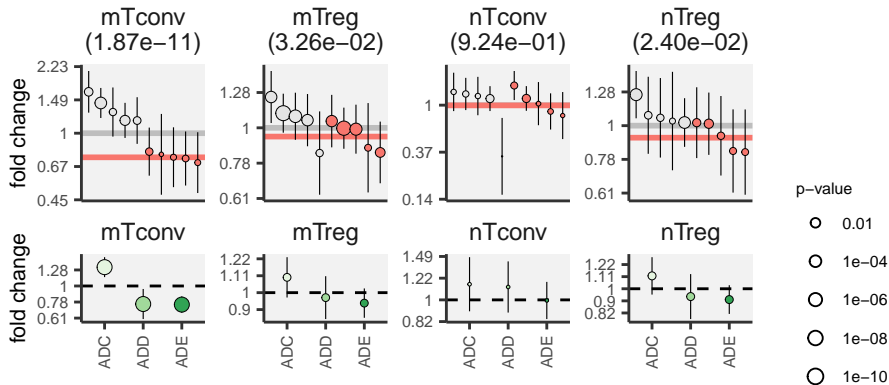 mTconv
(1.87e−11)
mTreg
(3.26e−02)
nTconv
(9.24e−01)
nTreg
(2.40e−02)
fold change
2.23
1.49
1
0.67
0.45
1.28
1
0.78
0.61
1
0.37
0.14
1.28
1
0.78
0.61
mTconv
mTreg
nTconv
nTreg
fold change
1.28
1
0.78
0.61
1.22
1.11
1
0.9
1.49
1.22
1
0.82
1.22
1.11
1
0.9
0.82
ADC
ADD
ADE
ADC
ADD
ADE
ADC
ADD
ADE
ADC
ADD
ADE
p−value
0.01
1e−04
1e−06
1e−08
1e−10